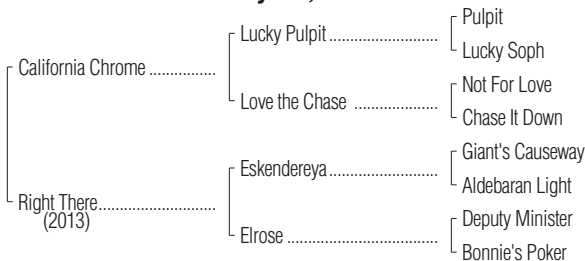 Pulpit
Lucky Pulpit
Lucky Soph
California Chrome
Not For Love
Love the Chase
Chase It Down
Giant's Causeway
Eskendereya
Aldebaran Light
Right There
(2013)
Deputy Minister
Elrose
Bonnie's Poker